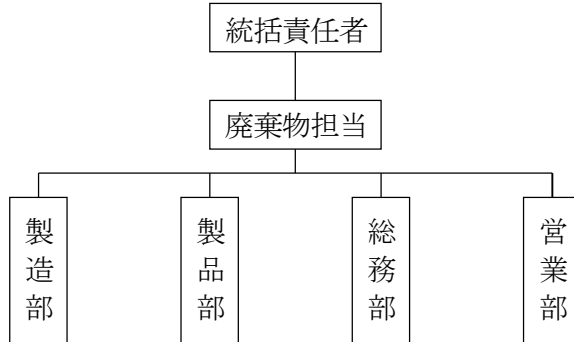 統括責任者
廃棄物担当
製造部
製品部
総務部
営業部